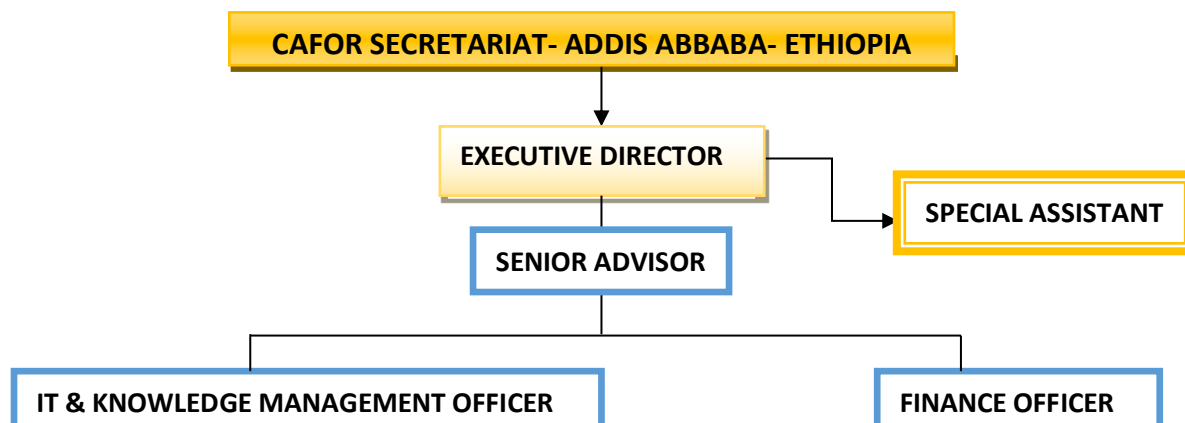 CAFOR SECRETARIAT- ADDIS ABBABA- ETHIOPIA
EXECUTIVE DIRECTOR
SPECIAL ASSISTANT
SENIOR ADVISOR
IT & KNOWLEDGE MANAGEMENT OFFICER
FINANCE OFFICER